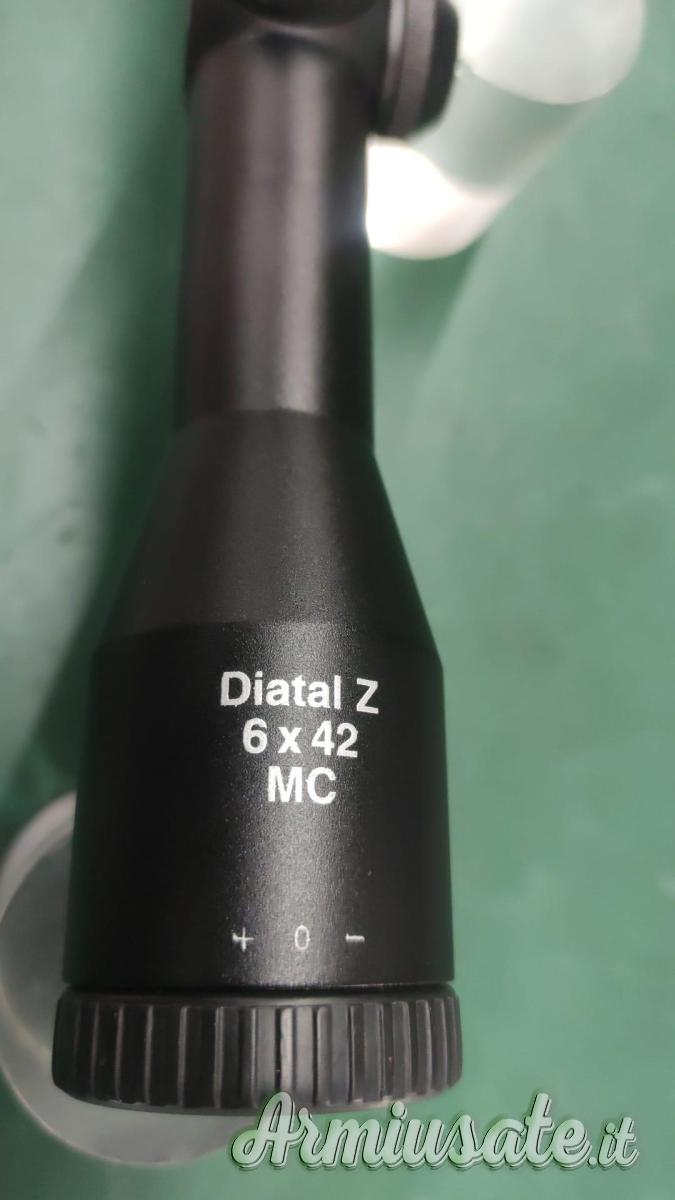 Diatal Z
6 x 42
MC
+ 0 −
Armiusate.it